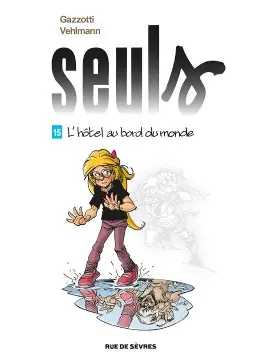 Gazzotti
Vehlmann
seuls
15 L'hôtel au bord du monde
RUE DE SÈVRES